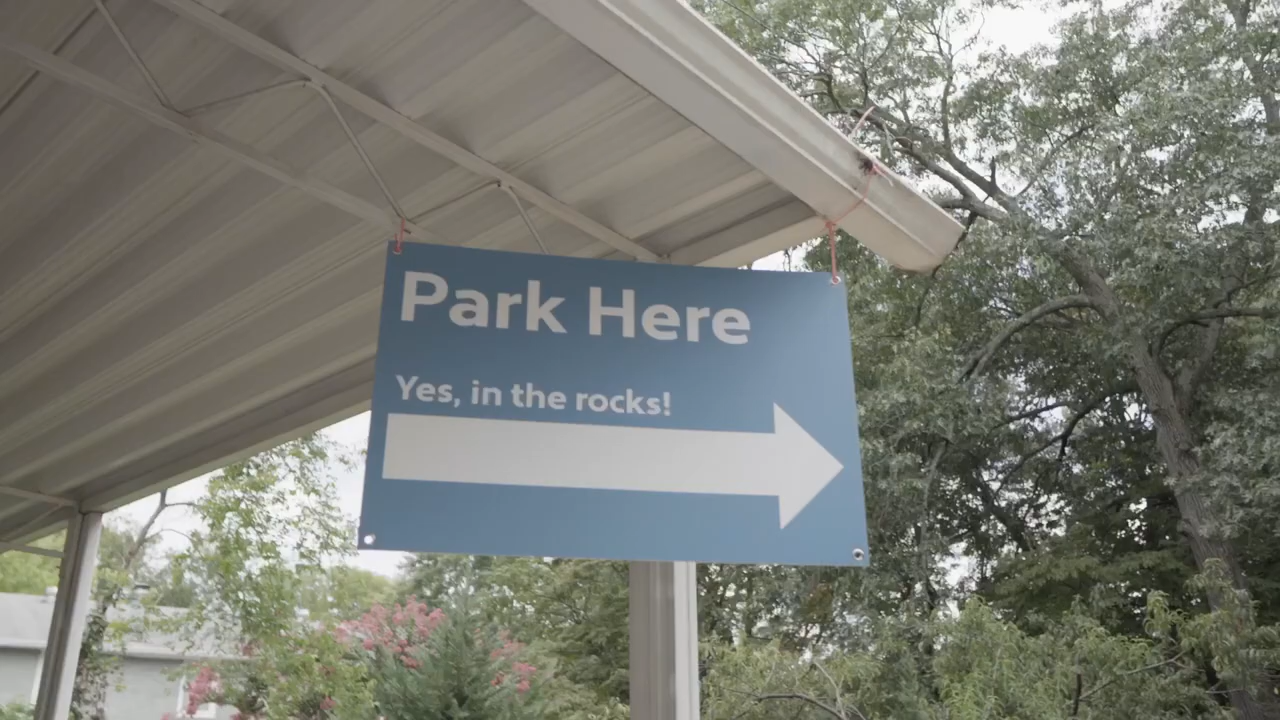 Park Here
Yes, in the rocks!